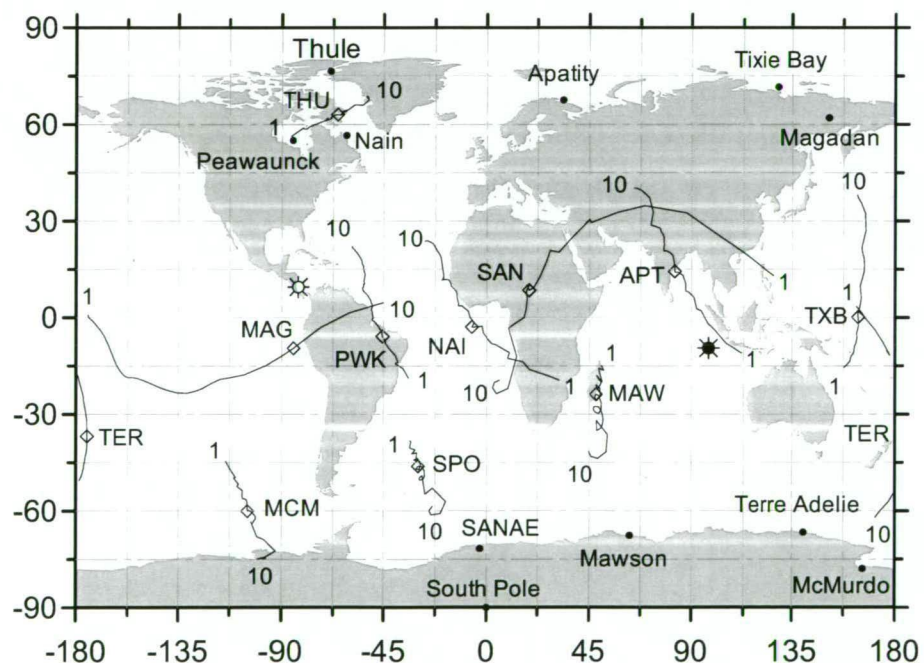 90
Thule
Tixie Bay
Apatity
10
THU
60
1
Nain
Magadan
Peawaunck
10
10
30
10
10
SAN
APT
1
1
1
TXB
0
MAG
10
NAI
PWK
1
1
10
1
1
1
MAW
-30
TER
TER
1
1
SPO
10
MCM
Terre Adelie
-60
10
SANAE
10
10
Mawson
South Pole
McMurdo
-90
-180 -135 -90 -45 0 45 90 135 180